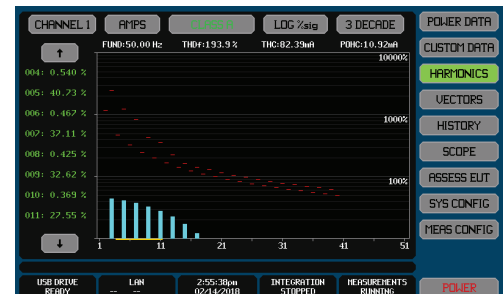 CHANNEL 1 AMPS LOG %sig 3 DECADE POWER DATA
FUND:50.00 Hz THD+:193.9 % THC:82.39mA POHC:10.92mA
CUSTOM DATA
10000%
HARMONICS
VECTORS
HISTORY
SCOPE
ASSESS EUT
SYS CONFIG
MEAS CONFIG
POWER
004: 0.540 %
005: 40.73 %
006: 0.467 %
007: 37.11 %
008: 0.425 %
009: 32.62 %
010: 0.369 %
011: 27.55 %
1000%
100%
1 11 21 31 41 51
USB DRIVE READY
LAN -- --
2:55:38pm 02/14/2018
INTEGRATION STOPPED
MEASUREMENTS RUNNING